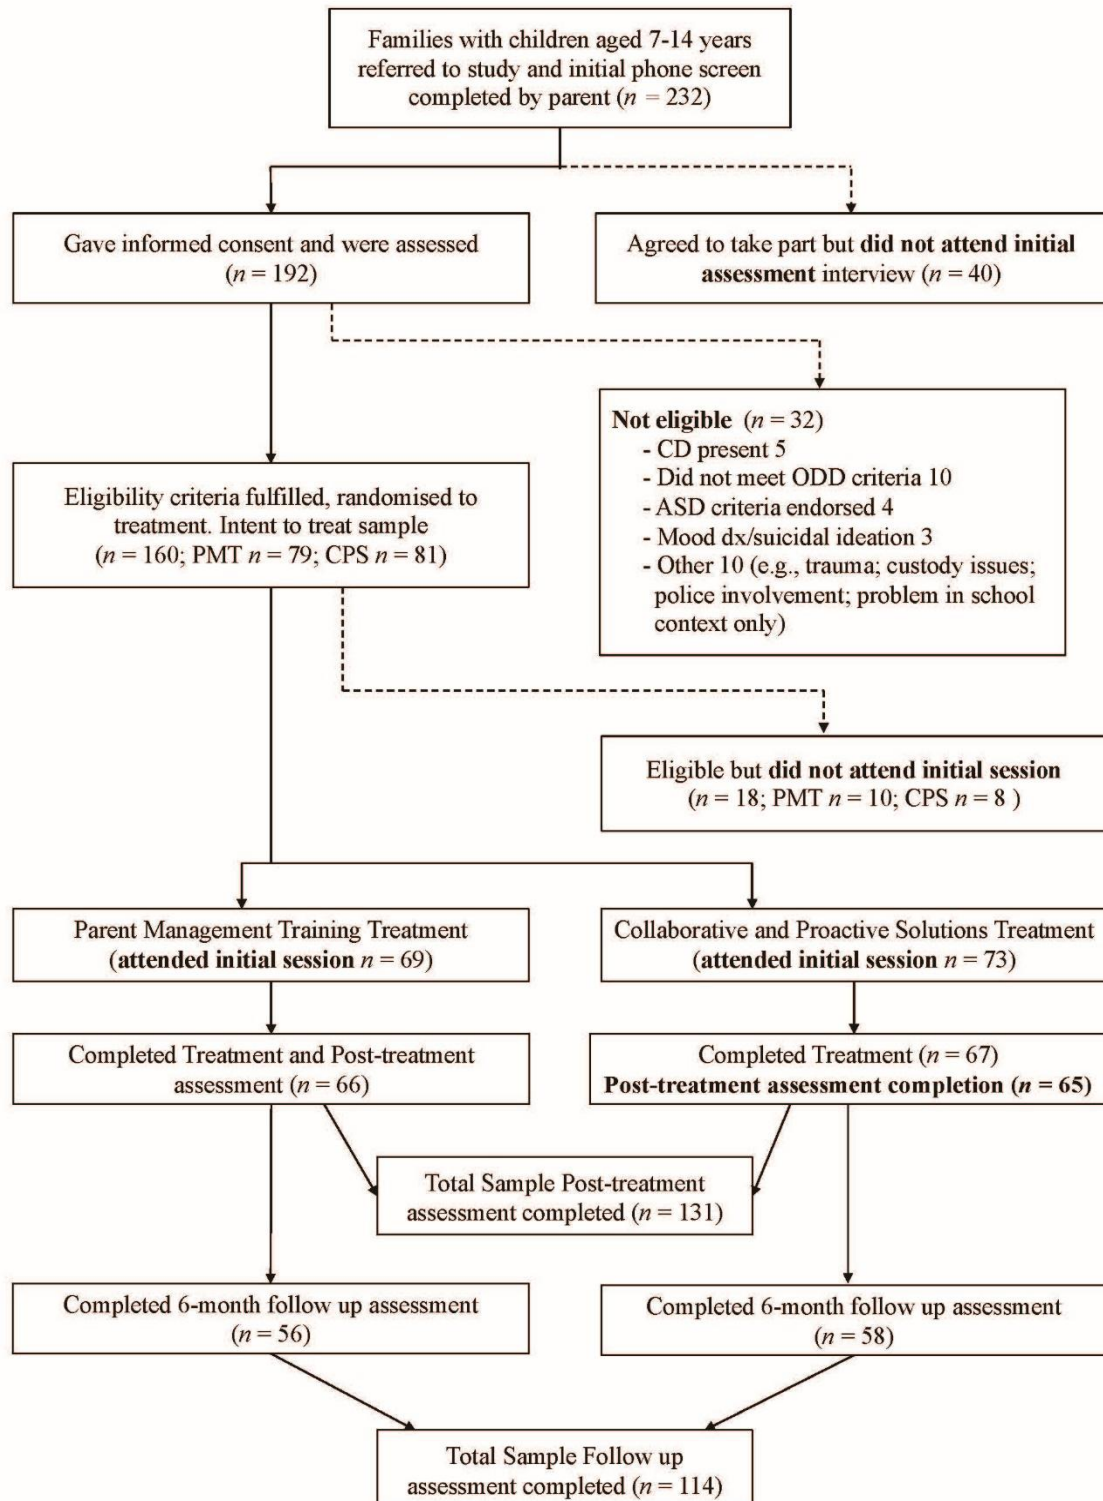 Families with children aged 7-14 years
referred to study and initial phone screen
completed by parent (n = 232)
Gave informed consent and were assessed
(n = 192)
Agreed to take part but did not attend initial
assessment interview (n = 40)
Not eligible (n = 32)
- CD present 5
- Did not meet ODD criteria 10
- ASD criteria endorsed 4
- Mood dx/suicidal ideation 3
- Other 10 (e.g., trauma; custody issues;
police involvement; problem in school
context only)
Eligibility criteria fulfilled, randomised to
treatment. Intent to treat sample
(n = 160; PMT n = 79; CPS n = 81)
Eligible but did not attend initial session
(n = 18; PMT n = 10; CPS n = 8 )
Parent Management Training Treatment
(attended initial session n = 69)
Collaborative and Proactive Solutions Treatment
(attended initial session n = 73)
Completed Treatment and Post-treatment
assessment (n = 66)
Completed Treatment (n = 67)
Post-treatment assessment completion (n = 65)
Total Sample Post-treatment
assessment completed (n = 131)
Completed 6-month follow up assessment
(n = 56)
Completed 6-month follow up assessment
(n = 58)
Total Sample Follow up
assessment completed (n = 114)